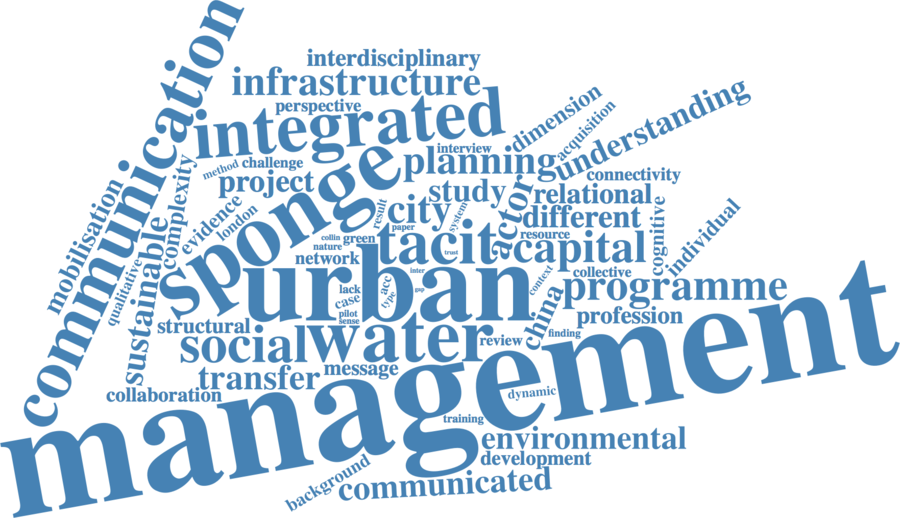 communication
interdisciplinary
infrastructure
perspective
integrated
dimension
acquisition
understanding
interview
method
challenge
planning
connectivity
project
sponge
study
relational
mobilisation
complexity
evidence
london
result
city
paper
system
actor
different
resource
cognitive
individual
qualitative
sustainable
collin
green
nature
tacit
trust
capital
network
urban
inter
gap
context
collective
lack
case
acc
type
pilot
sense
programme
china
profession
structural
social
water
review
finding
transfer
message
collaboration
dynamic
management
training
environmental
development
background
communicated